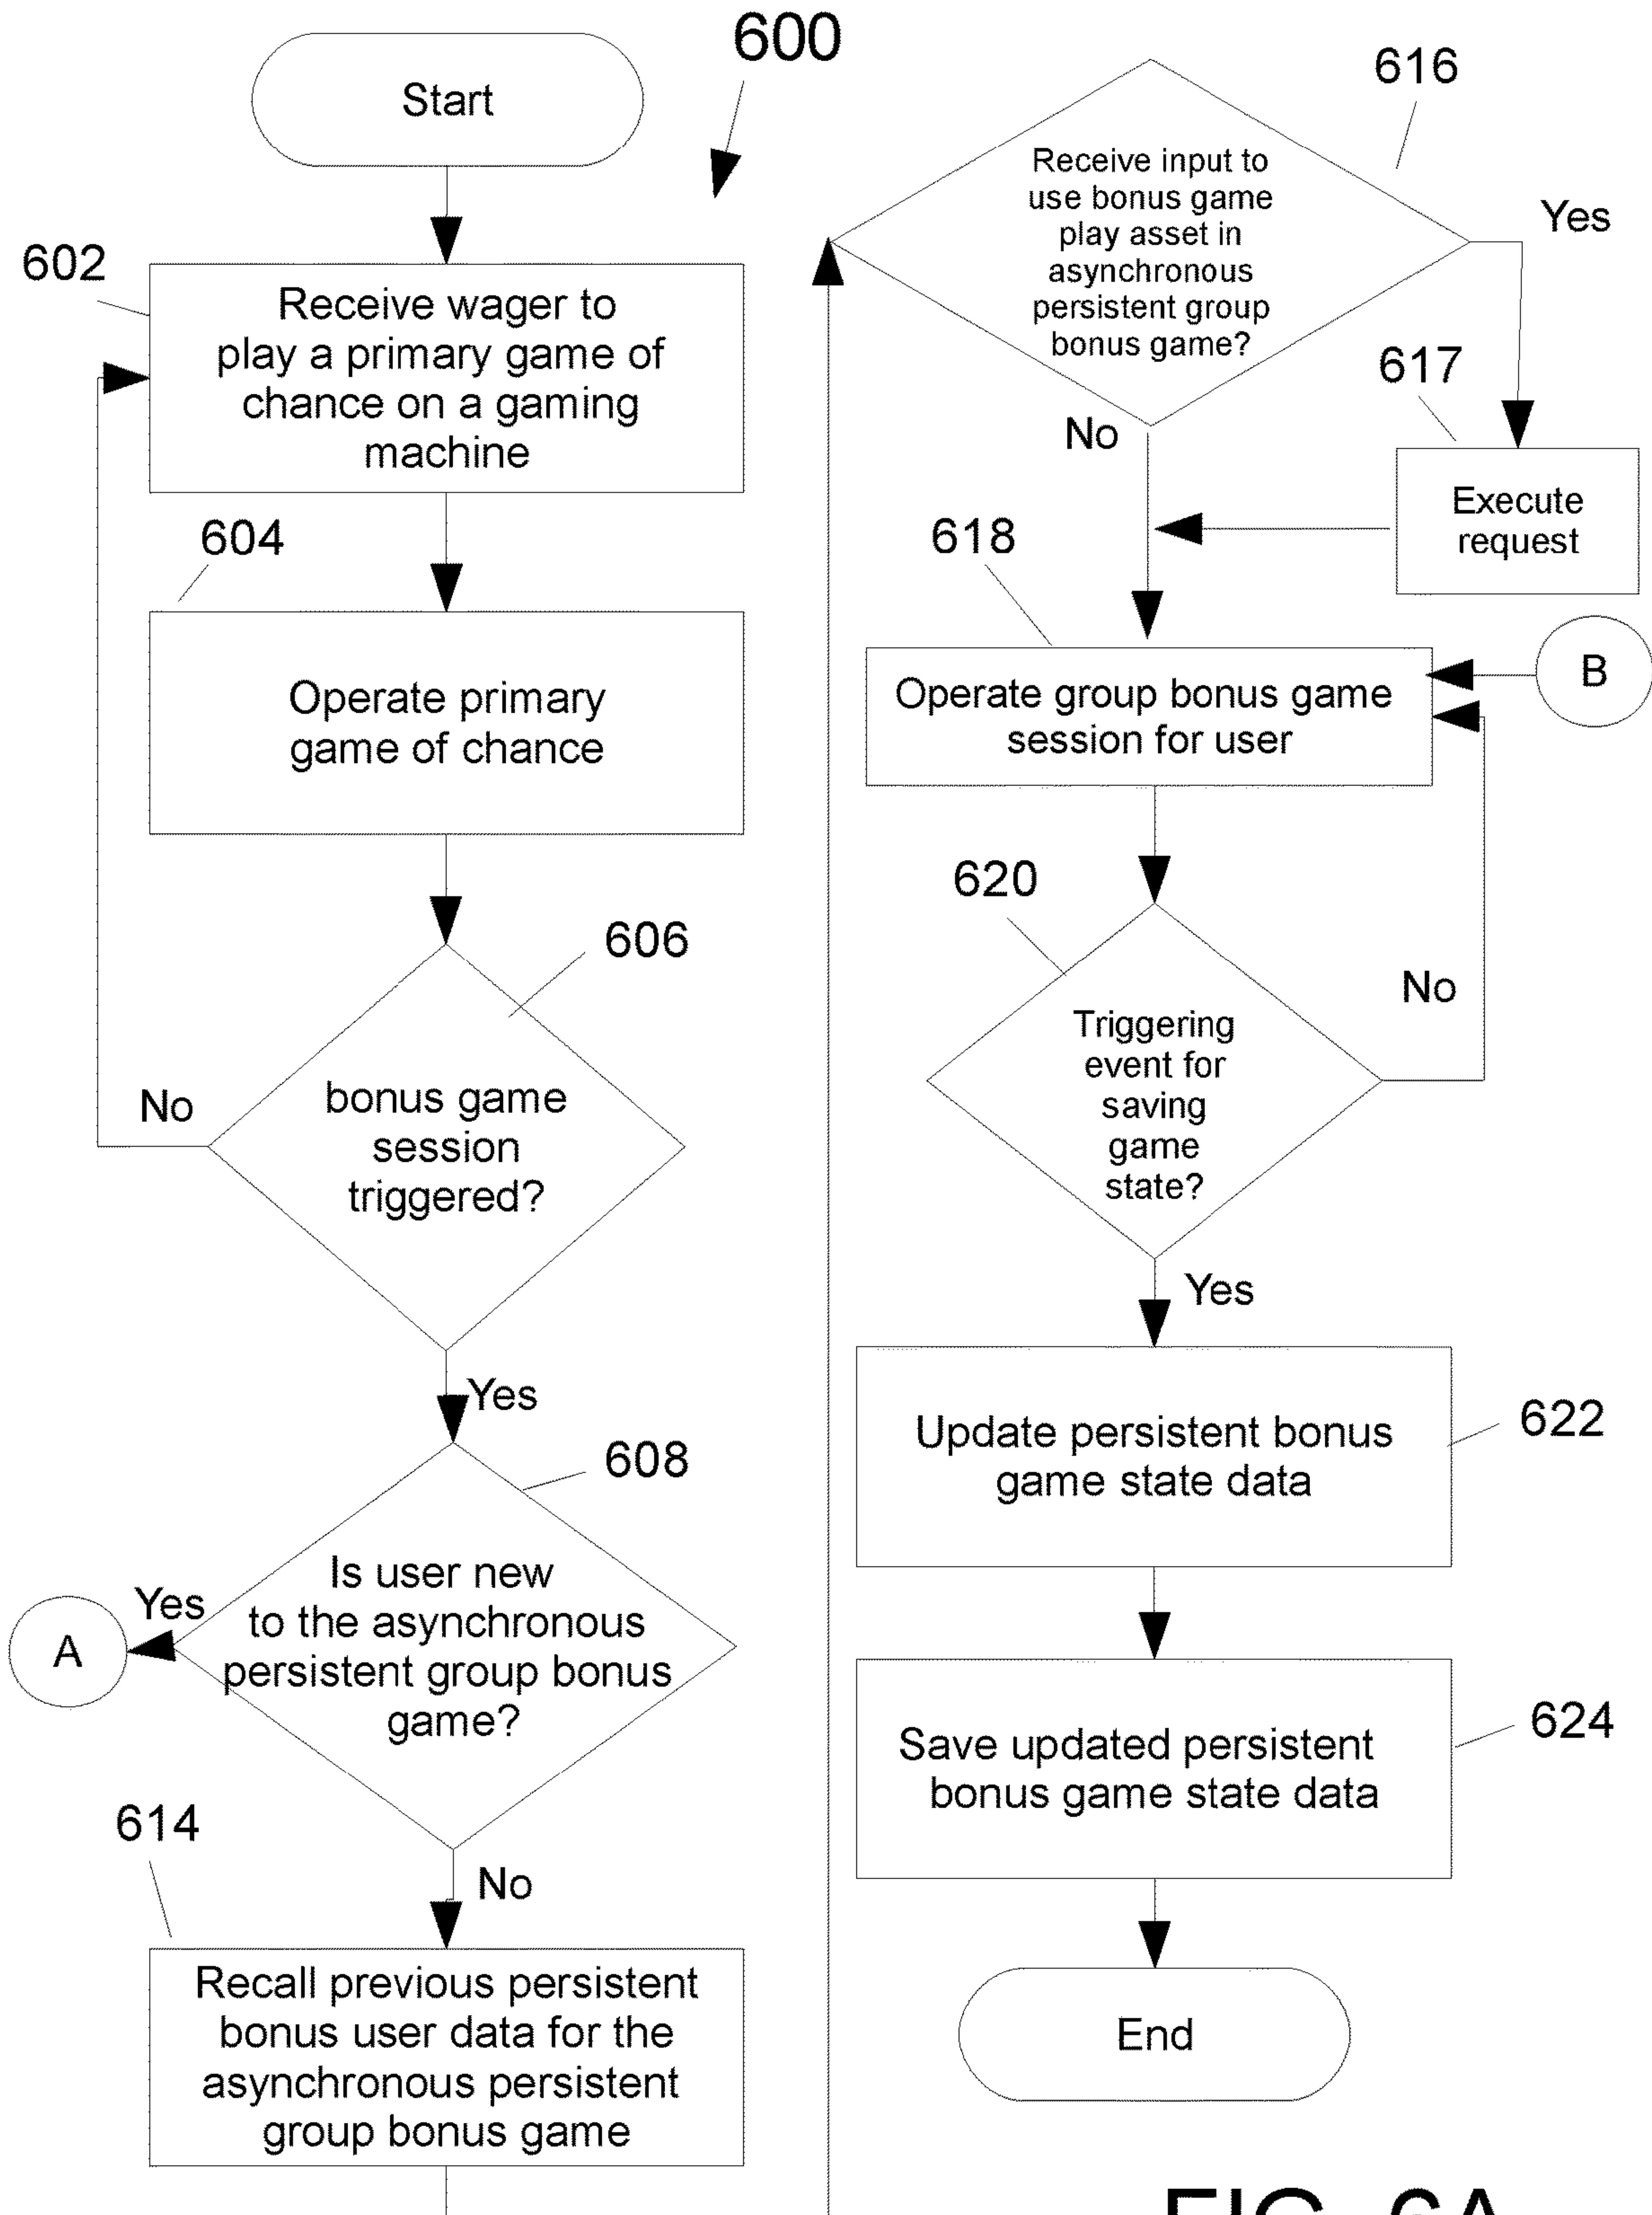 600
Start
602
Receive wager to
play a primary game of
chance on a gaming
machine
604
Operate primary
game of chance
606
bonus game
session
triggered?
No
Yes
608
Is user new
to the asynchronous
persistent group bonus
game?
Yes
A
No
614
Recall previous persistent
bonus user data for the
asynchronous persistent
group bonus game
616
Receive input to
use bonus game
play asset in
asynchronous
persistent group
bonus game?
Yes
No
617
Execute
request
618
Operate group bonus game
session for user
B
620
Triggering
event for
saving
game
state?
No
Yes
622
Update persistent bonus
game state data
624
Save updated persistent
bonus game state data
End
FIG. 6A